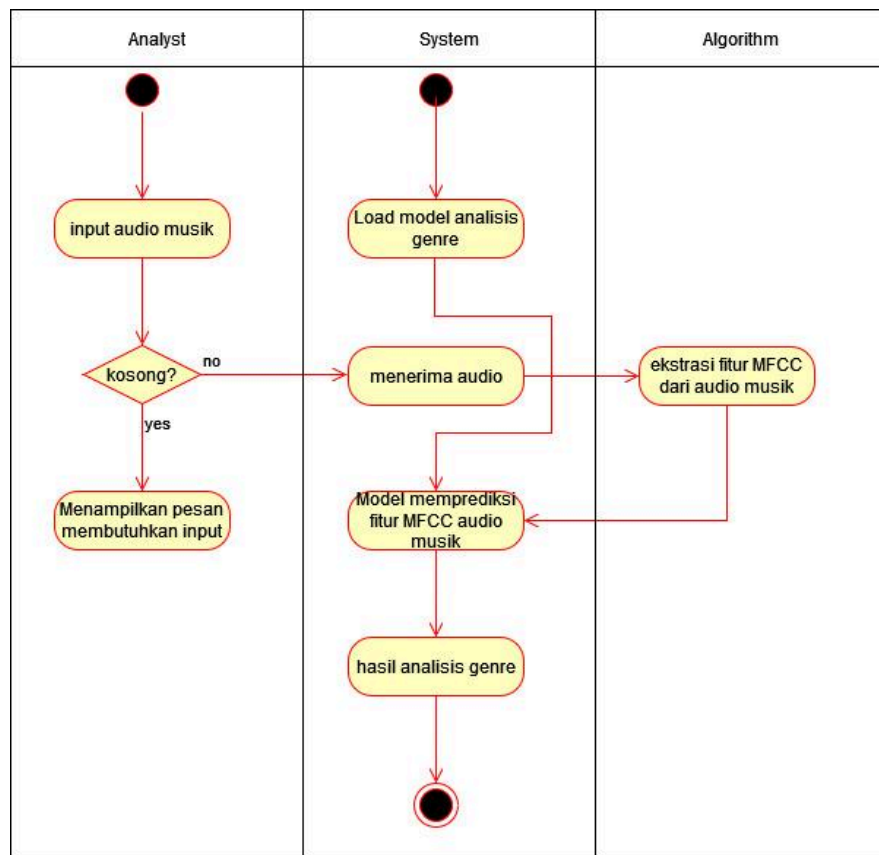 Analyst
System
Algorithm
input audio musik
Load model analisis
genre
kosong?
no
menerima audio
ekstrasi fitur MFCC
dari audio musik
yes
Menampilkan pesan
membutuhkan input
Model memprediksi
fitur MFCC audio
musik
hasil analisis genre